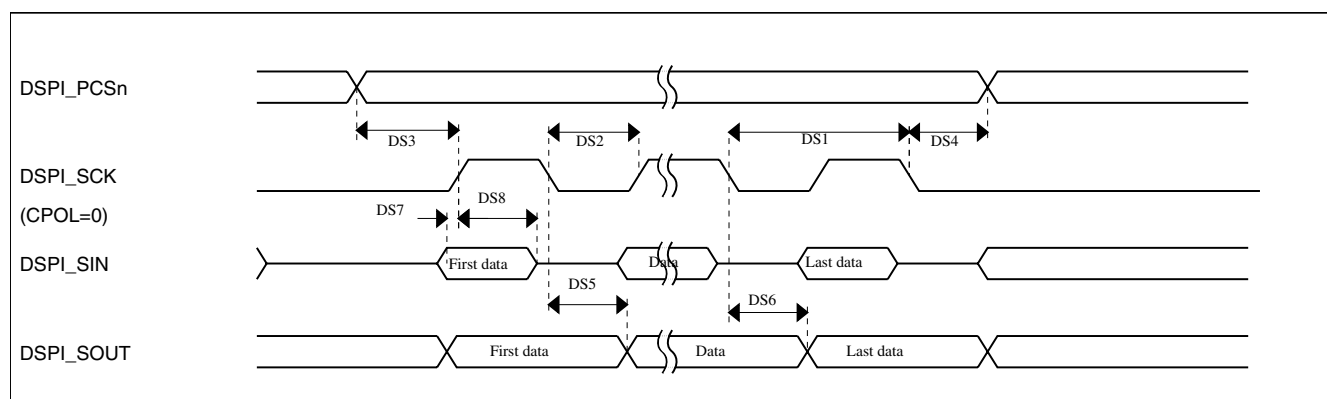 DSPI_PCSn
DS3
DS2
DS1
DS4
DSPI_SCK
(CPOL=0)
DS7
DS8
DSPI_SIN
First data
Data
Last data
DS5
DS6
DSPI_SOUT
First data
Data
Last data